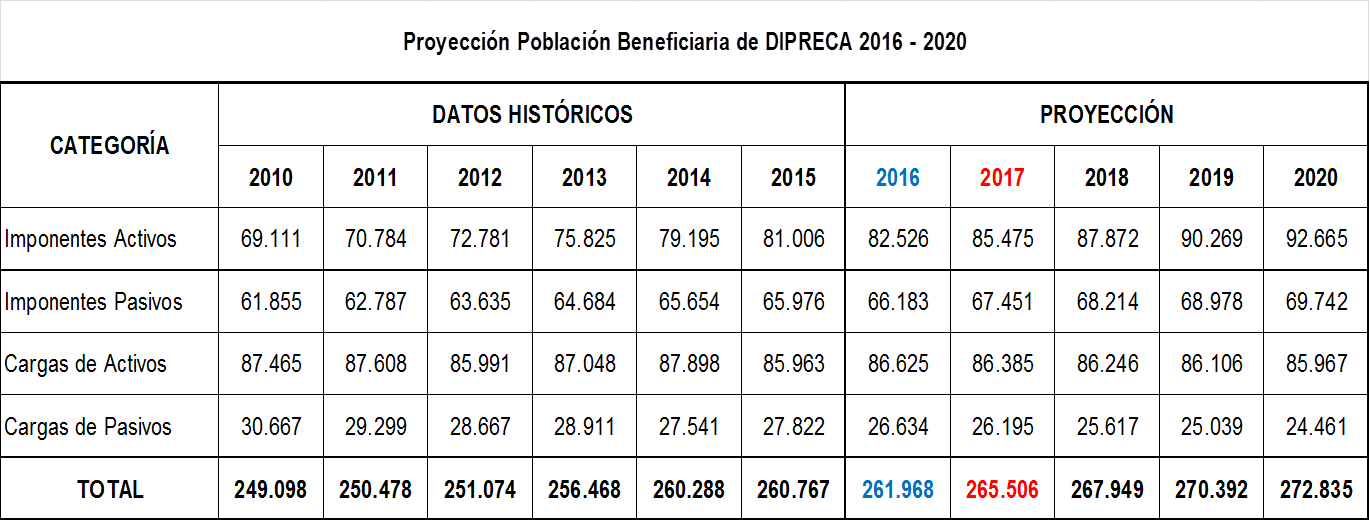 Proyección Población Beneficiaria de DIPRECA 2016 - 2020
CATEGORÍA DATOS HISTÓRICOS PROYECCIÓN
2010 2011 2012 2013 2014 2015 2016 2017 2018 2019 2020
Imponentes Activos 69.111 70.784 72.781 75.825 79.195 81.006 82.526 85.475 87.872 90.269 92.665
Imponentes Pasivos 61.855 62.787 63.635 64.684 65.654 65.976 66.183 67.451 68.214 68.978 69.742
Cargas de Activos 87.465 87.608 85.991 87.048 87.898 85.963 86.625 86.385 86.246 86.106 85.967
Cargas de Pasivos 30.667 29.299 28.667 28.911 27.541 27.822 26.634 26.195 25.617 25.039 24.461
TOTAL 249.098 250.478 251.074 256.468 260.288 260.767 261.968 265.506 267.949 270.392 272.835